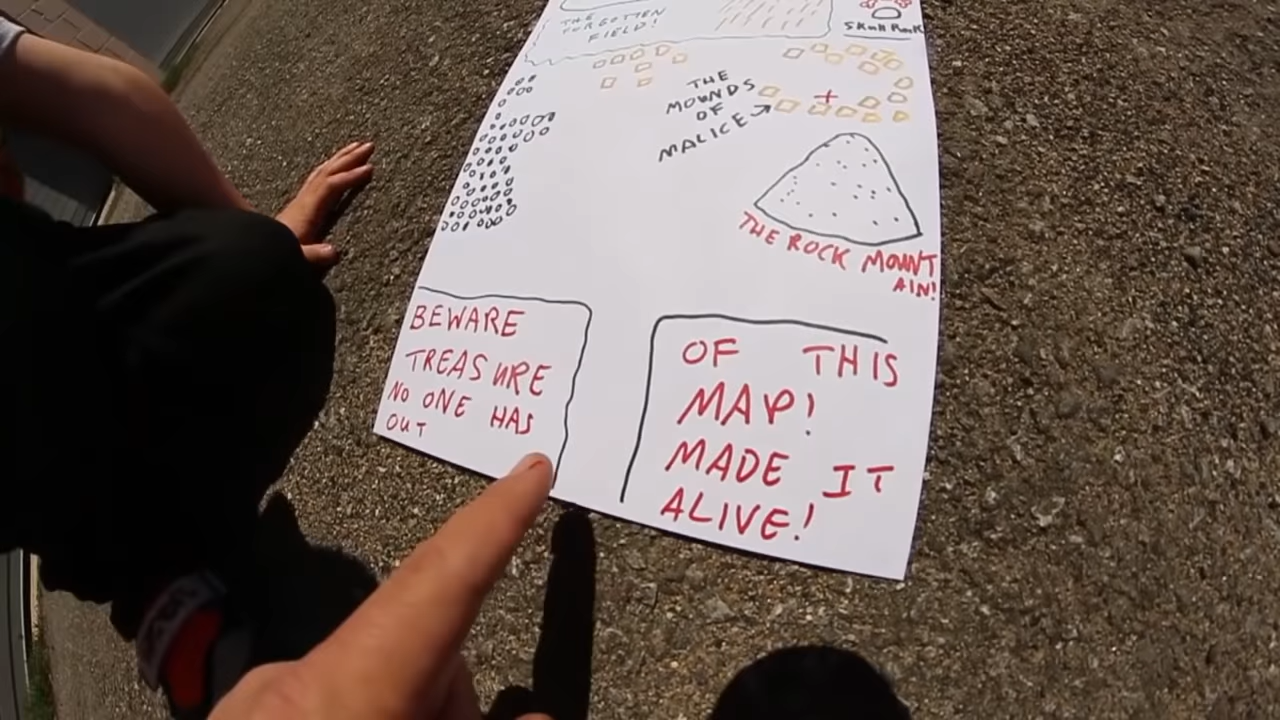 THE
FORGOTTEN
FIELD!
Skull Rock
THE
MOUNDS
OF
MALICE
THE ROCK MOUNT
AIN!
BEWARE
TREASURE
NO ONE HAS
OUT
OF THIS
MAP!
MADE IT
ALIVE!